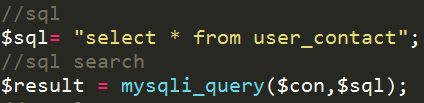 //sql
$sql= "select * from user_contact";
//sql search
$result = mysqli_query($con,$sql);